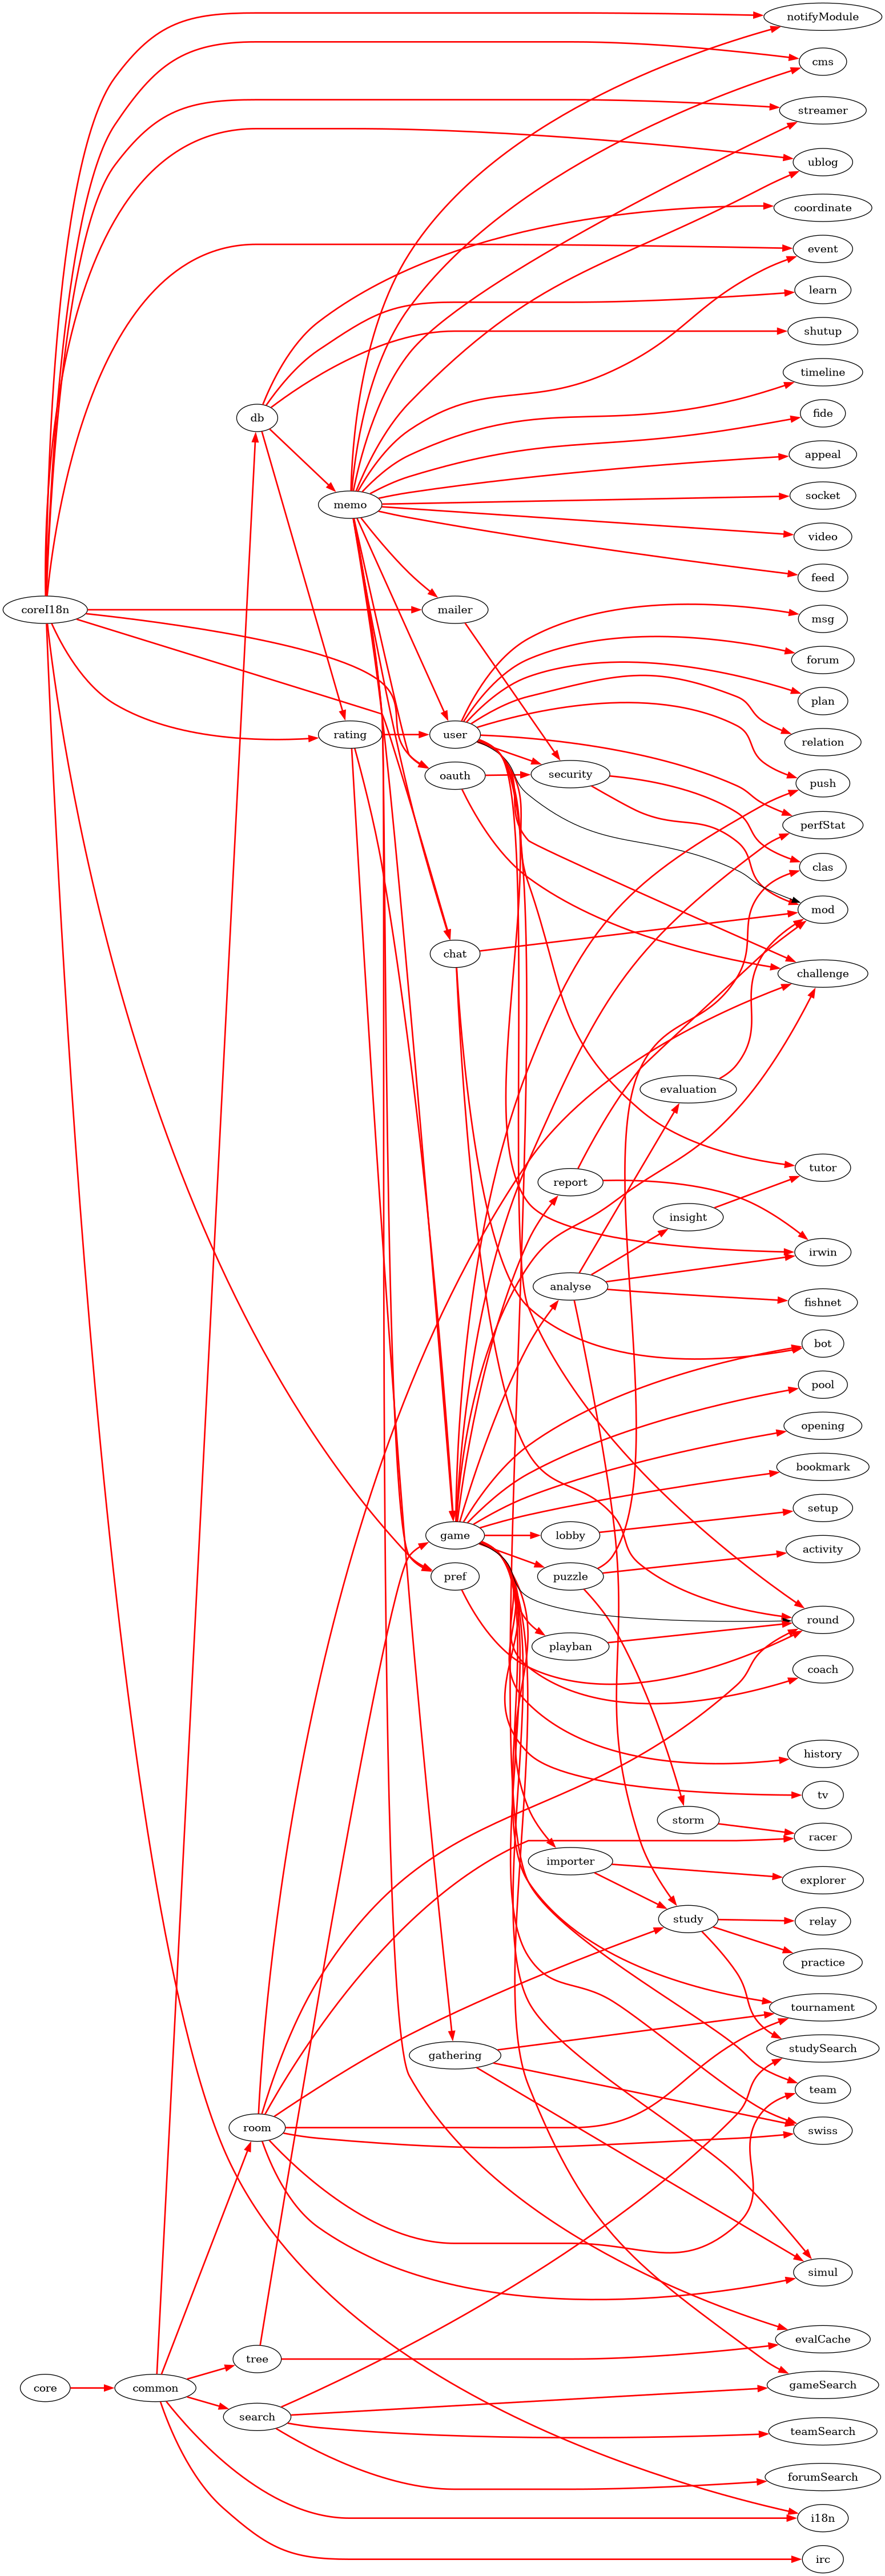 notifyModule
cms
streamer
ublog
coordinate
event
learn
shutup
timeline
db
fide
appeal
socket
memo
video
feed
coreI18n
mailer
msg
forum
plan
rating
user
relation
oauth
security
push
perfStat
clas
mod
chat
challenge
evaluation
tutor
report
insight
irwin
analyse
fishnet
bot
pool
opening
bookmark
setup
game
lobby
activity
pref
puzzle
round
playban
coach
history
tv
storm
racer
importer
explorer
study
relay
practice
tournament
gathering
studySearch
team
room
swiss
simul
evalCache
tree
core
common
gameSearch
search
teamSearch
forumSearch
i18n
irc